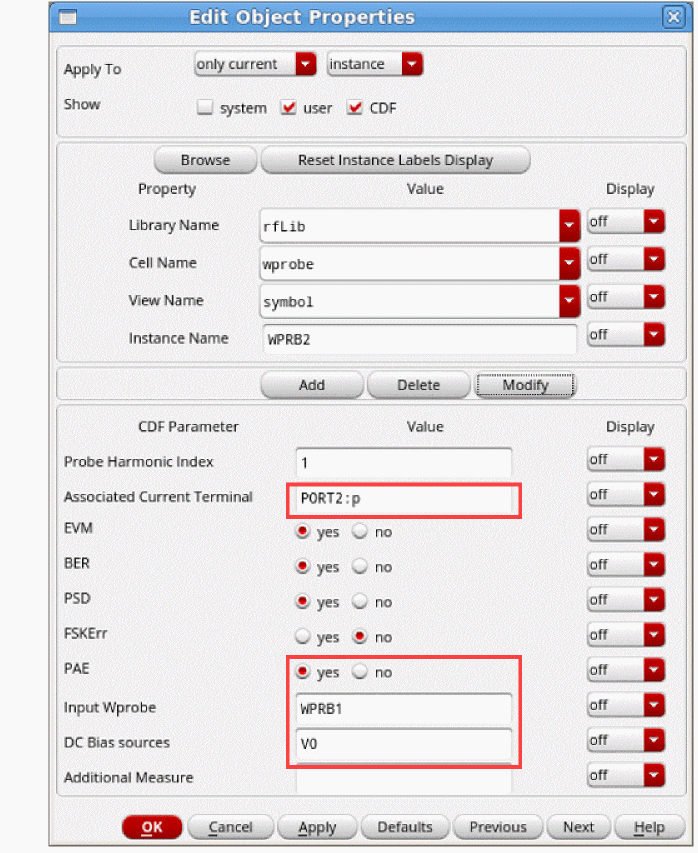 Edit Object Properties
Apply To only current instance
Show system user CDF
Browse Reset Instance Labels Display
Property Value Display
Library Name rfLib off
Cell Name wprobe off
View Name symbol off
Instance Name WPRB2 off
Add Delete Modify
CDF Parameter Value Display
Probe Harmonic Index 1 off
Associated Current Terminal PORT2:p off
EVM yes no off
BER yes no off
PSD yes no off
FSKErr yes no off
PAE yes no off
Input Wprobe WPRB1 off
DC Bias sources V0 off
Additional Measure off
OK Cancel Apply Defaults Previous Next Help